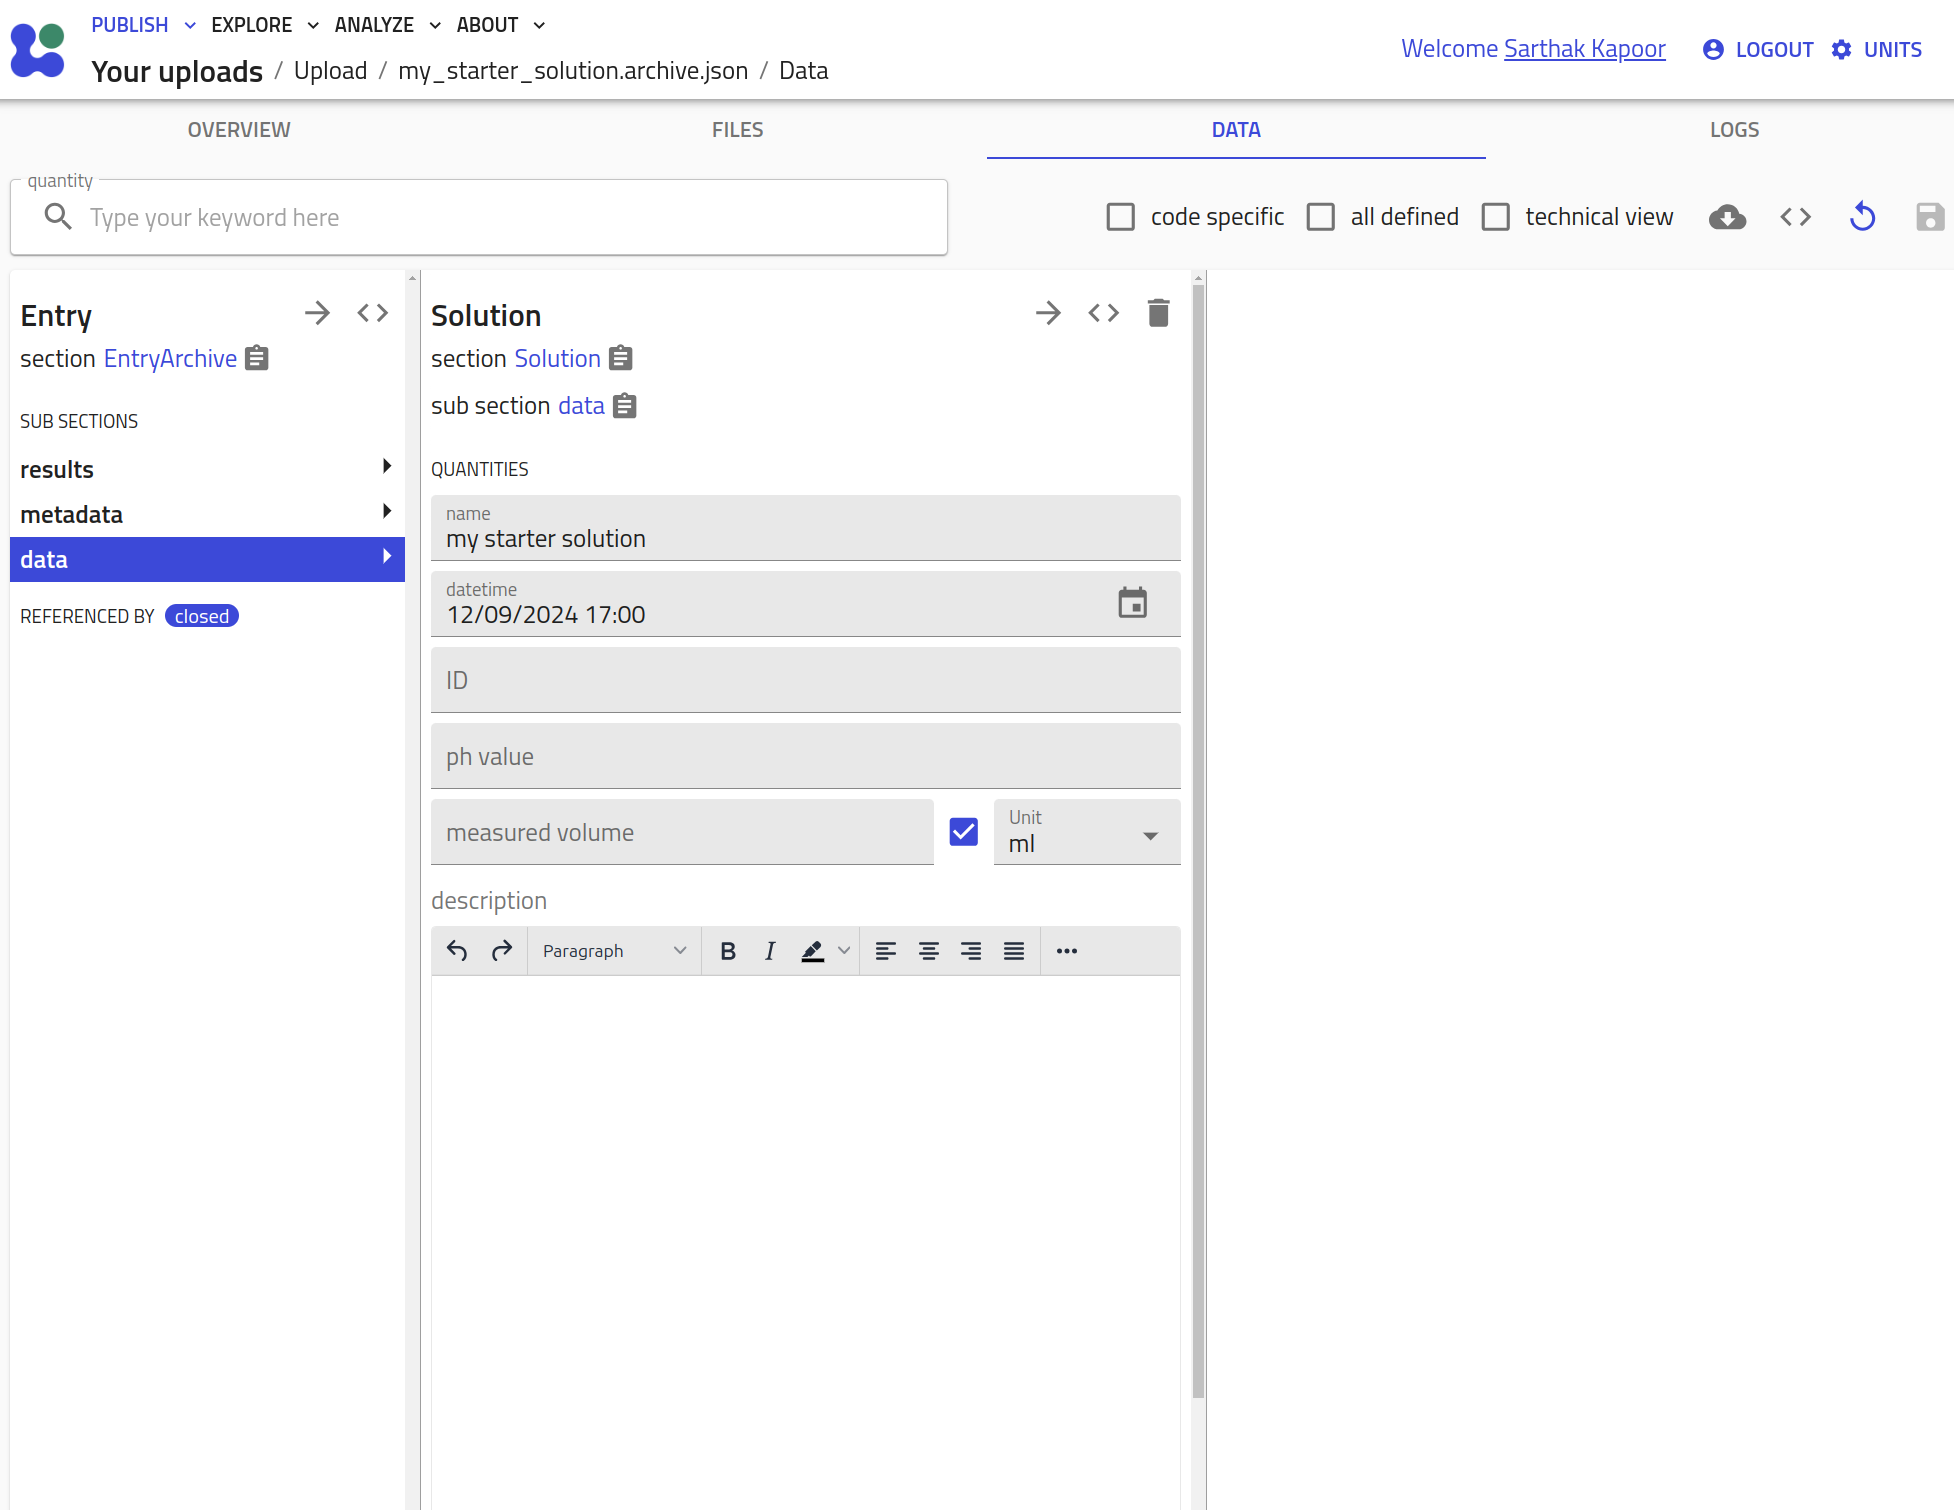 PUBLISH EXPLORE ANALYZE ABOUT
Your uploads / Upload / my_starter_solution.archive.json / Data
Welcome Sarthak Kapoor LOGOUT UNITS
OVERVIEW FILES DATA LOGS
quantity
Type your keyword here
code specific all defined technical view
Entry
section EntryArchive
SUB SECTIONS
results
metadata
data
REFERENCED BY closed
Solution
section Solution
sub section data
QUANTITIES
name
my starter solution
datetime
12/09/2024 17:00
ID
ph value
measured volume
Unit
ml
description
Paragraph B I